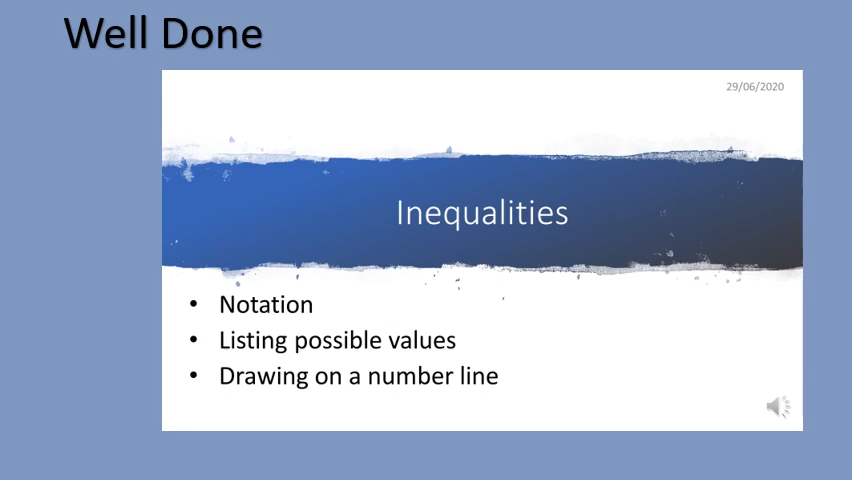 Well Done
29/06/2020
Inequalities
• Notation
• Listing possible values
• Drawing on a number line